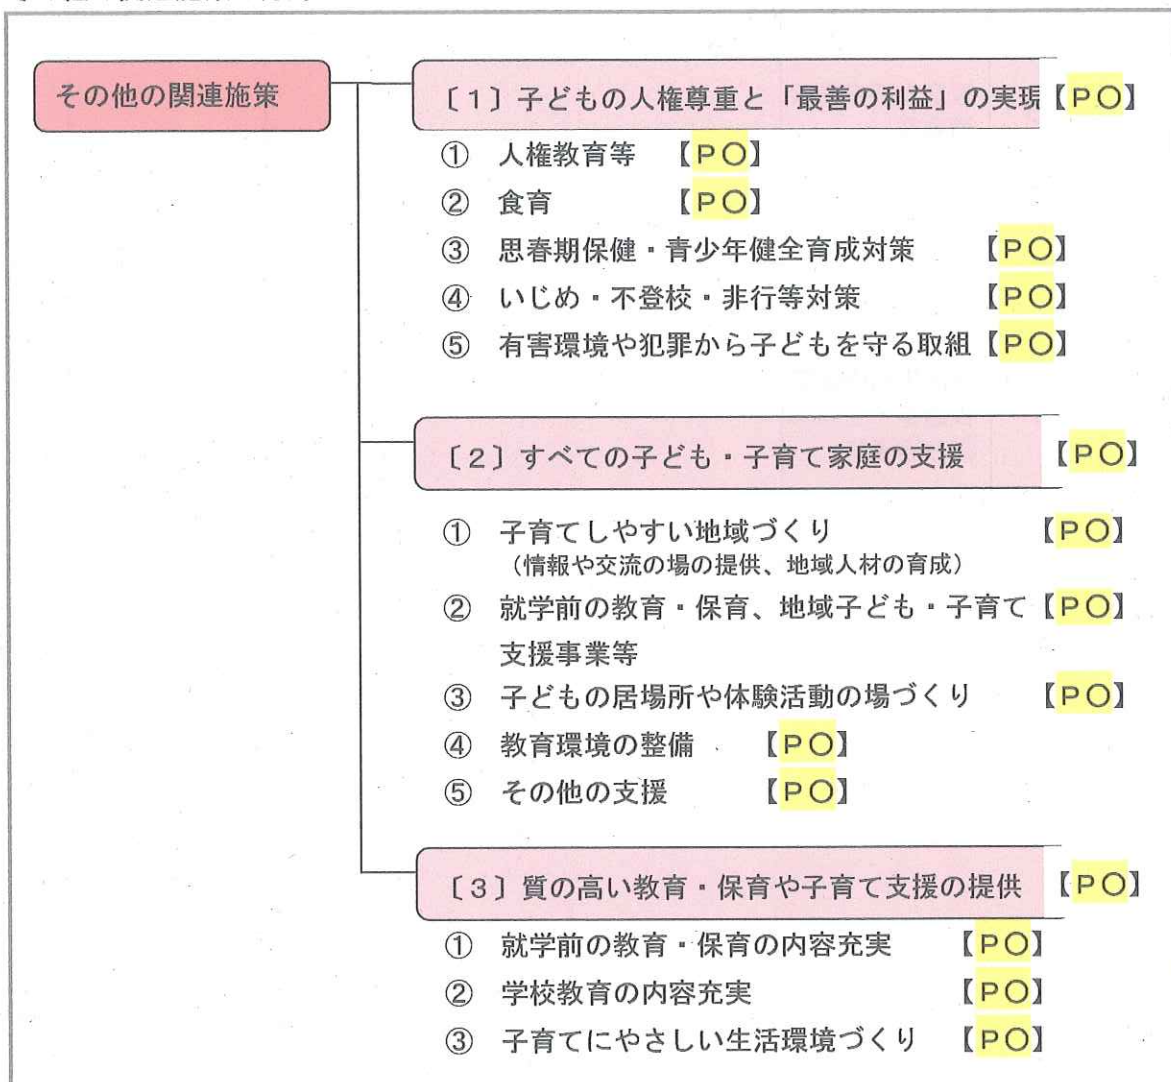 その他の関連施策
〔１〕子どもの人権尊重と「最善の利益」の実現【ＰＯ】
① 人権教育等 【ＰＯ】
② 食育 【ＰＯ】
③ 思春期保健・青少年健全育成対策 【ＰＯ】
④ いじめ・不登校・非行等対策 【ＰＯ】
⑤ 有害環境や犯罪から子どもを守る取組【ＰＯ】
〔２〕すべての子ども・子育て家庭の支援 【ＰＯ】
① 子育てしやすい地域づくり 【ＰＯ】
（情報や交流の場の提供、地域人材の育成）
② 就学前の教育・保育、地域子ども・子育て【ＰＯ】
支援事業等
③ 子どもの居場所や体験活動の場づくり 【ＰＯ】
④ 教育環境の整備 【ＰＯ】
⑤ その他の支援 【ＰＯ】
〔３〕質の高い教育・保育や子育て支援の提供 【ＰＯ】
① 就学前の教育・保育の内容充実 【ＰＯ】
② 学校教育の内容充実 【ＰＯ】
③ 子育てにやさしい生活環境づくり 【ＰＯ】